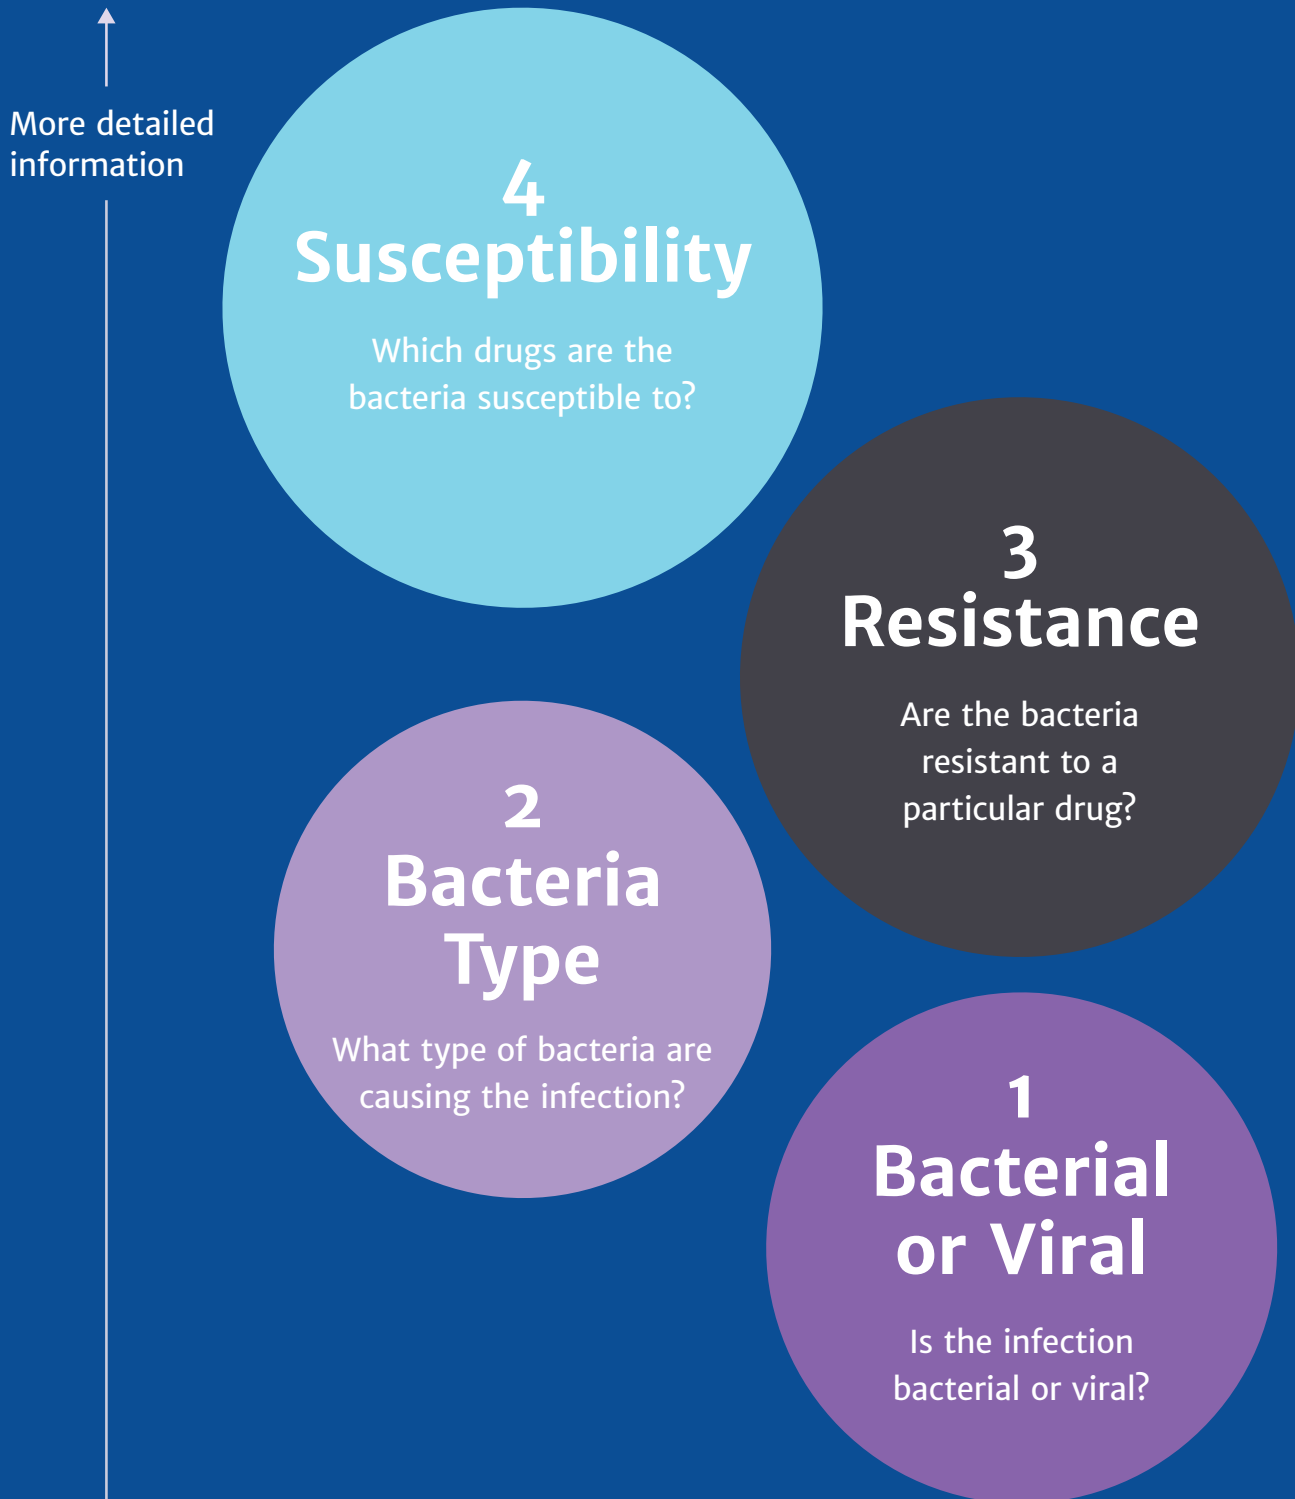 More detailed
information
4
Susceptibility
Which drugs are the
bacteria susceptible to?
3
Resistance
Are the bacteria
resistant to a
particular drug?
2
Bacteria
Type
What type of bacteria are
causing the infection?
1
Bacterial
or Viral
Is the infection
bacterial or viral?